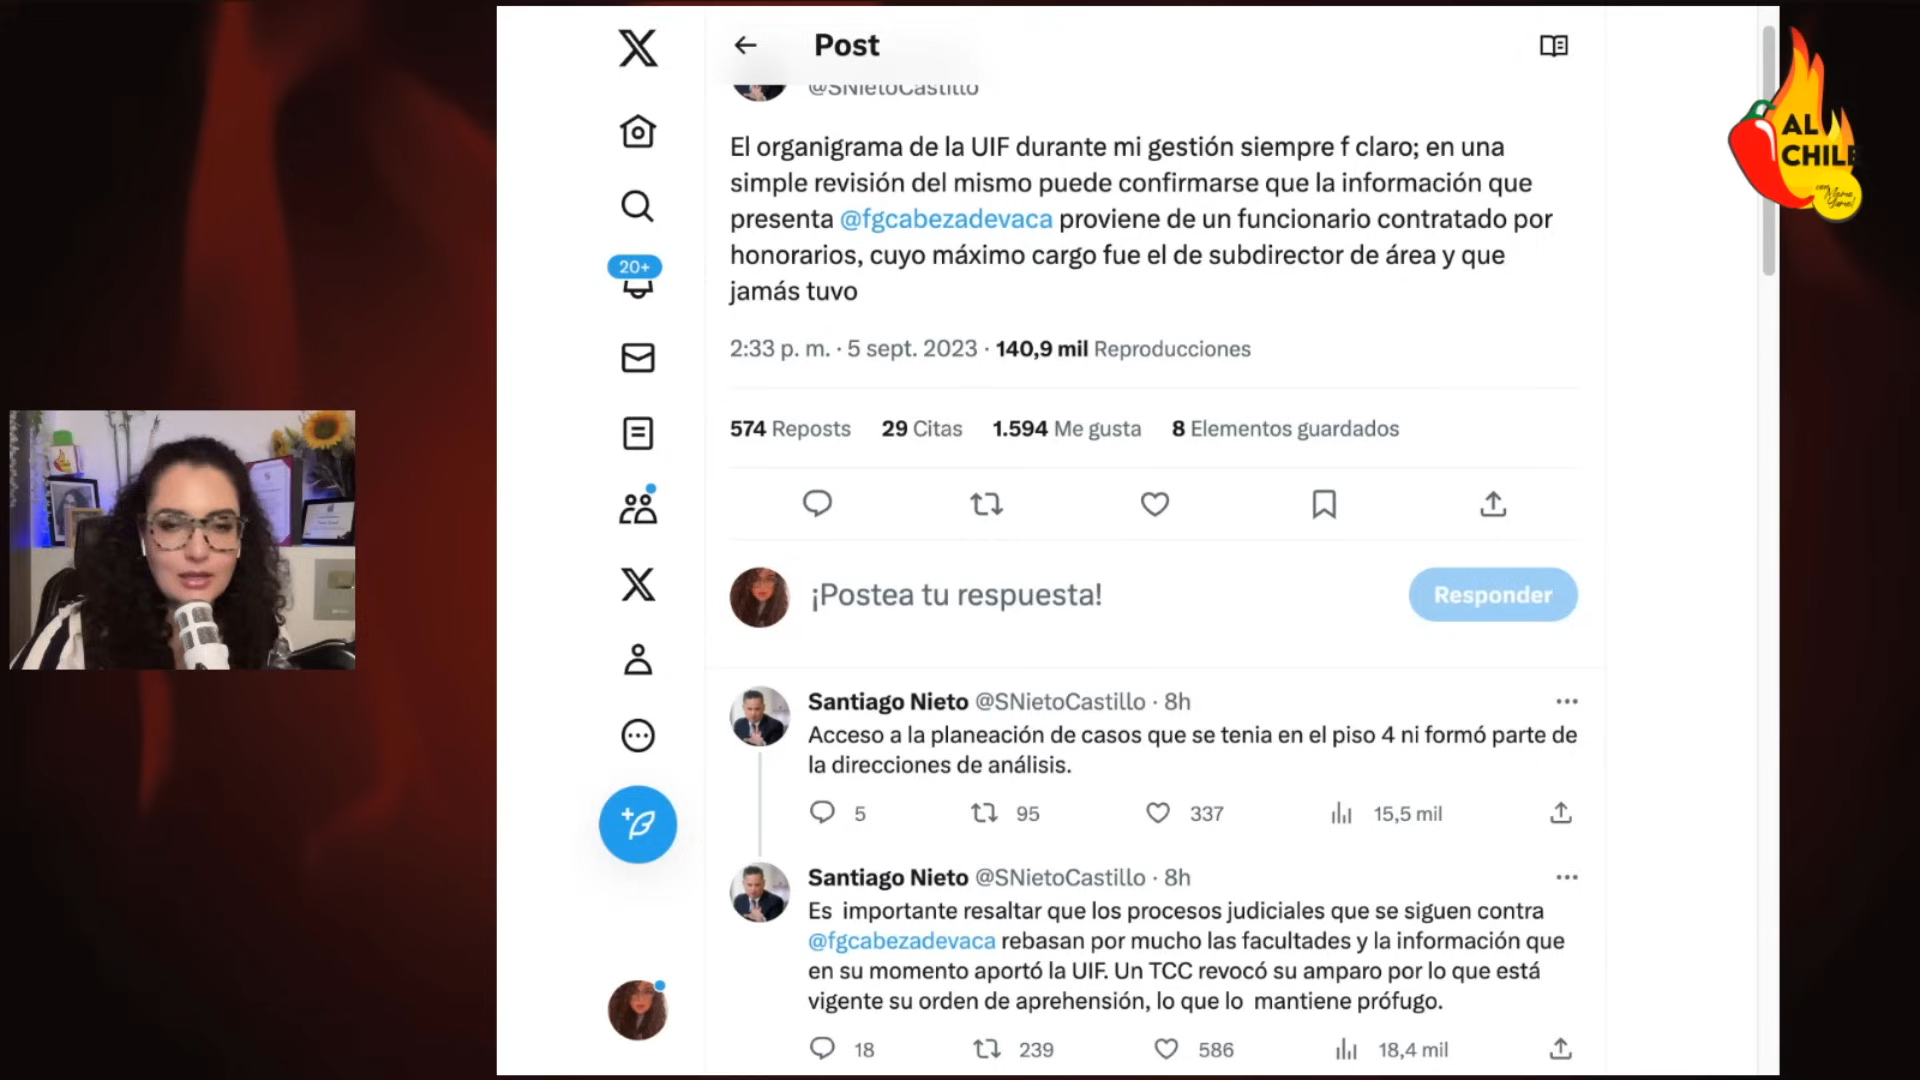 Post
@SNietoCastillo
El organigrama de la UIF durante mi gestión siempre f claro; en una
simple revisión del mismo puede confirmarse que la información que
presenta @fgcabezadevaca proviene de un funcionario contratado por
honorarios, cuyo máximo cargo fue el de subdirector de área y que
jamás tuvo
2:33 p. m. · 5 sept. 2023 · 140,9 mil Reproducciones
574 Reposts 29 Citas 1.594 Me gusta 8 Elementos guardados
20+
¡Postea tu respuesta!
Responder
Santiago Nieto @SNietoCastillo · 8h
Acceso a la planeación de casos que se tenia en el piso 4 ni formó parte de
la direcciones de análisis.
5 95 337 15,5 mil
Santiago Nieto @SNietoCastillo · 8h
Es importante resaltar que los procesos judiciales que se siguen contra
@fgcabezadevaca rebasan por mucho las facultades y la información que
en su momento aportó la UIF. Un TCC revocó su amparo por lo que está
vigente su orden de aprehensión, lo que lo mantiene prófugo.
18 239 586 18,4 mil
AL
CHILE